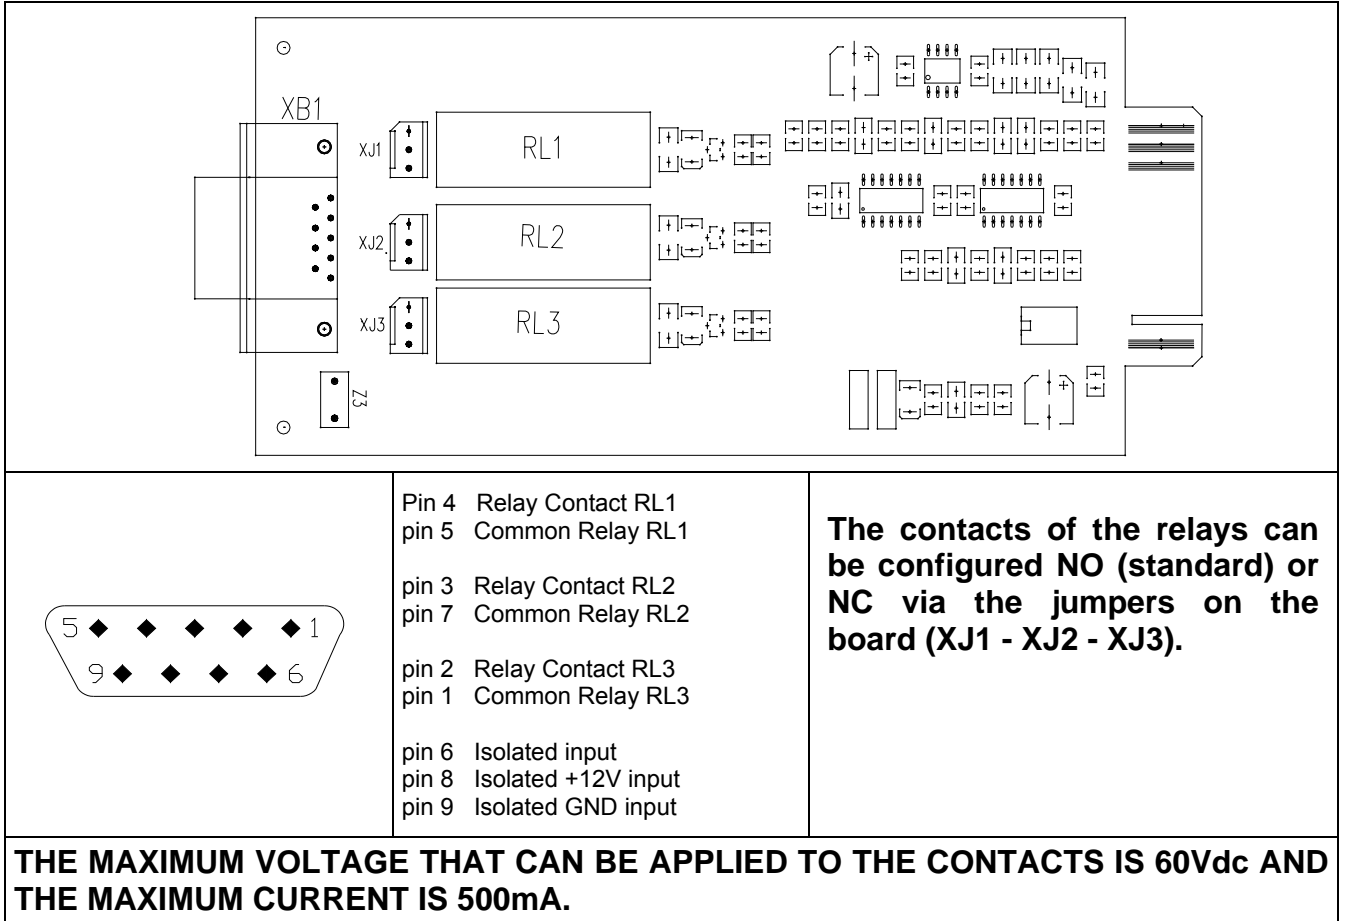 XB1
XJ1
RL1
XJ2
RL2
XJ3
RL3
Z3
5 1
9 6
Pin 4 Relay Contact RL1
pin 5 Common Relay RL1
pin 3 Relay Contact RL2
pin 7 Common Relay RL2
pin 2 Relay Contact RL3
pin 1 Common Relay RL3
pin 6 Isolated input
pin 8 Isolated +12V input
pin 9 Isolated GND input
The contacts of the relays can
be configured NO (standard) or
NC via the jumpers on the
board (XJ1 - XJ2 - XJ3).
THE MAXIMUM VOLTAGE THAT CAN BE APPLIED TO THE CONTACTS IS 60Vdc AND
THE MAXIMUM CURRENT IS 500mA.